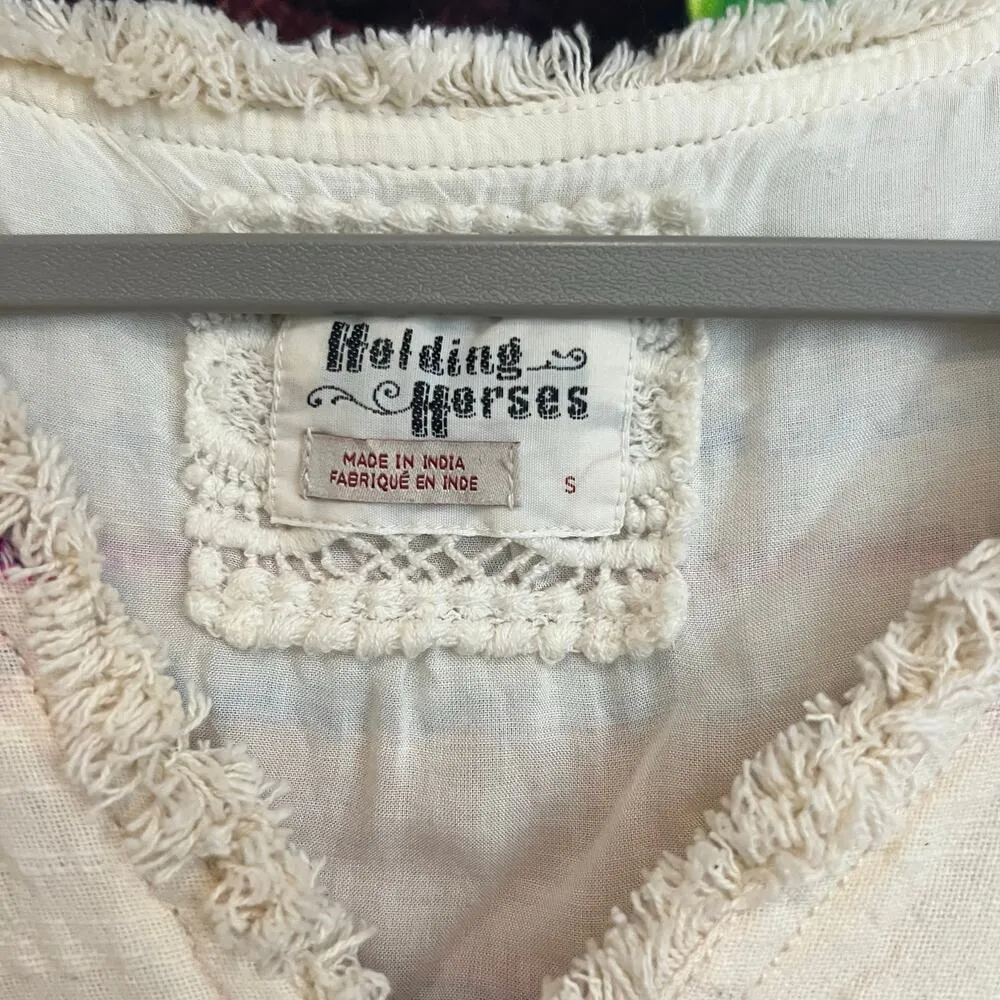 Holding
Horses
MADE IN INDIA
FABRIQUÉ EN INDE
S